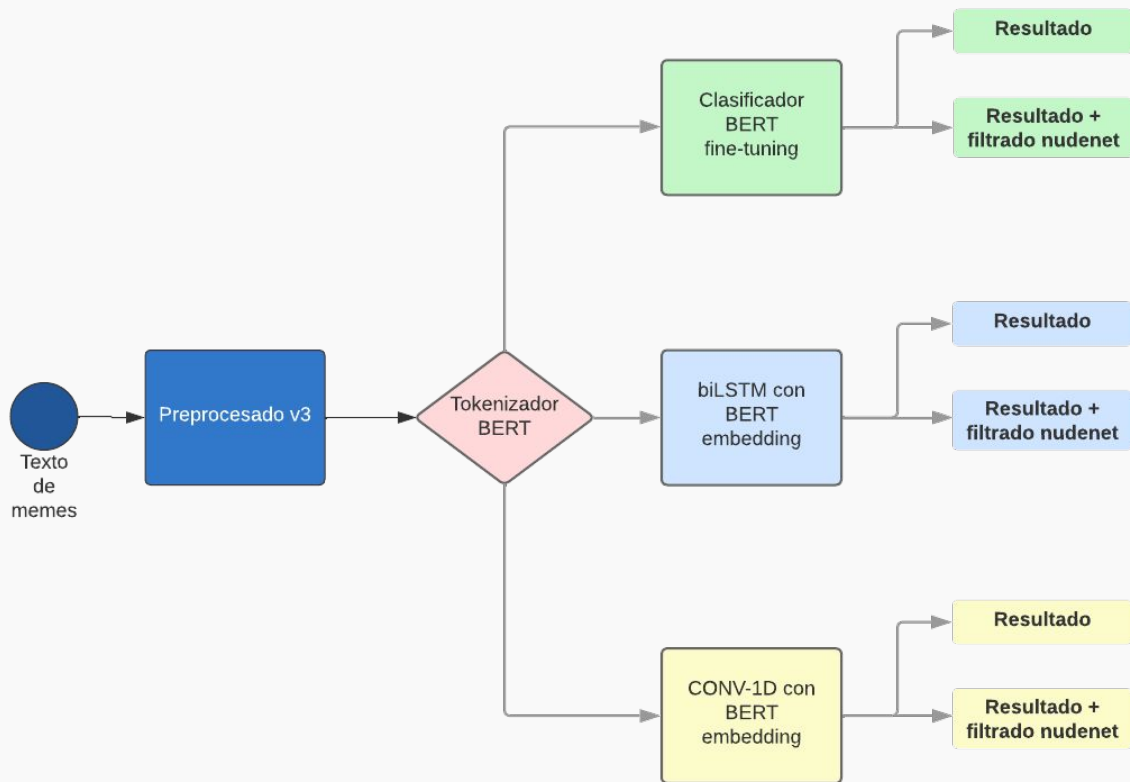 Texto
de
memes
Preprocesado v3
Tokenizador
BERT
Clasificador
BERT
fine-tuning
Resultado
Resultado +
filtrado nudenet
biLSTM con
BERT
embedding
Resultado
Resultado +
filtrado nudenet
CONV-1D con
BERT
embedding
Resultado
Resultado +
filtrado nudenet